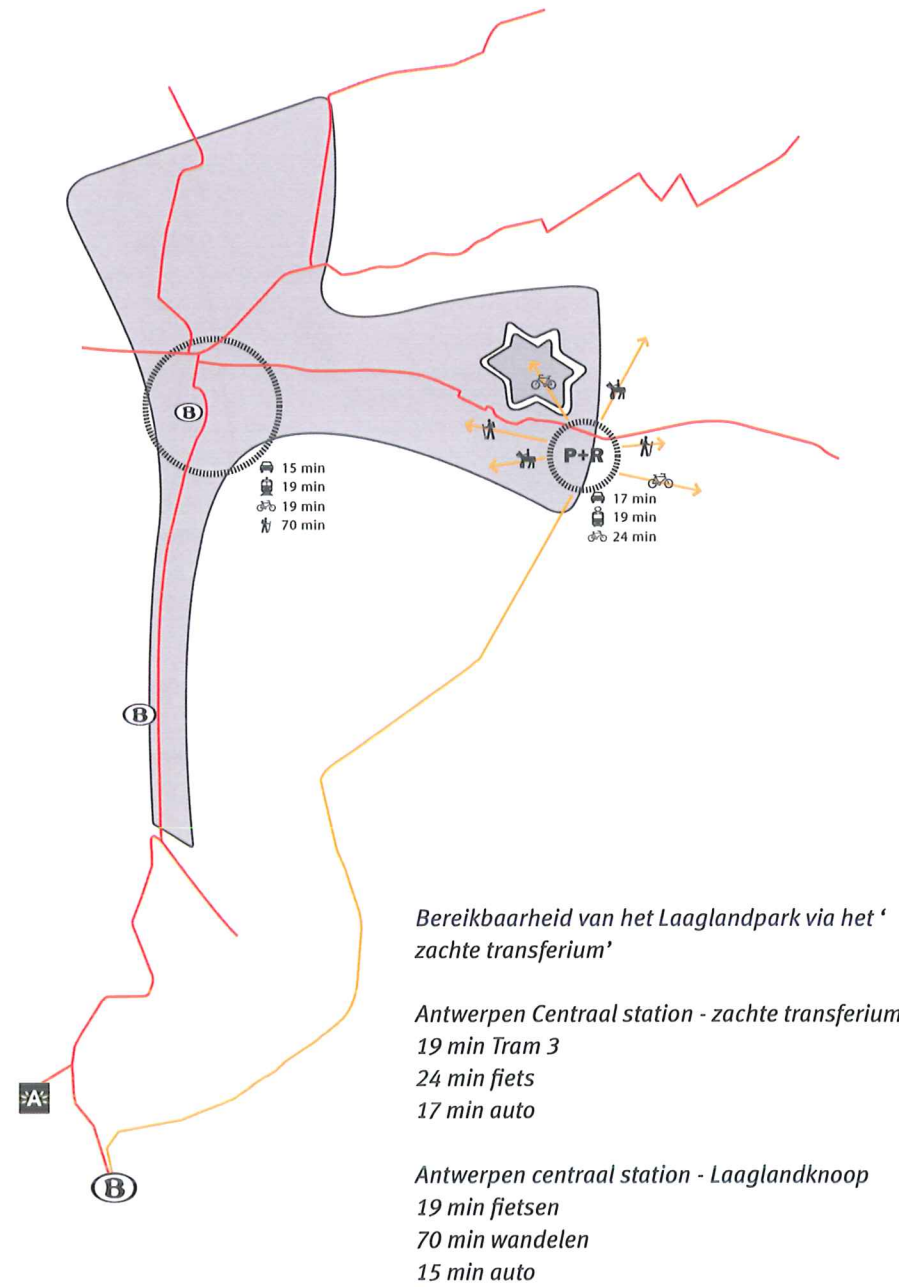 B
15 min
19 min
19 min
70 min
P+R
17 min
19 min
24 min
B
Bereikbaarheid van het Laaglandpark via het ‘
zachte transferium’
Antwerpen Centraal station - zachte transferium
19 min Tram 3
24 min fiets
17 min auto
A
B
Antwerpen centraal station - Laaglandknoop
19 min fietsen
70 min wandelen
15 min auto